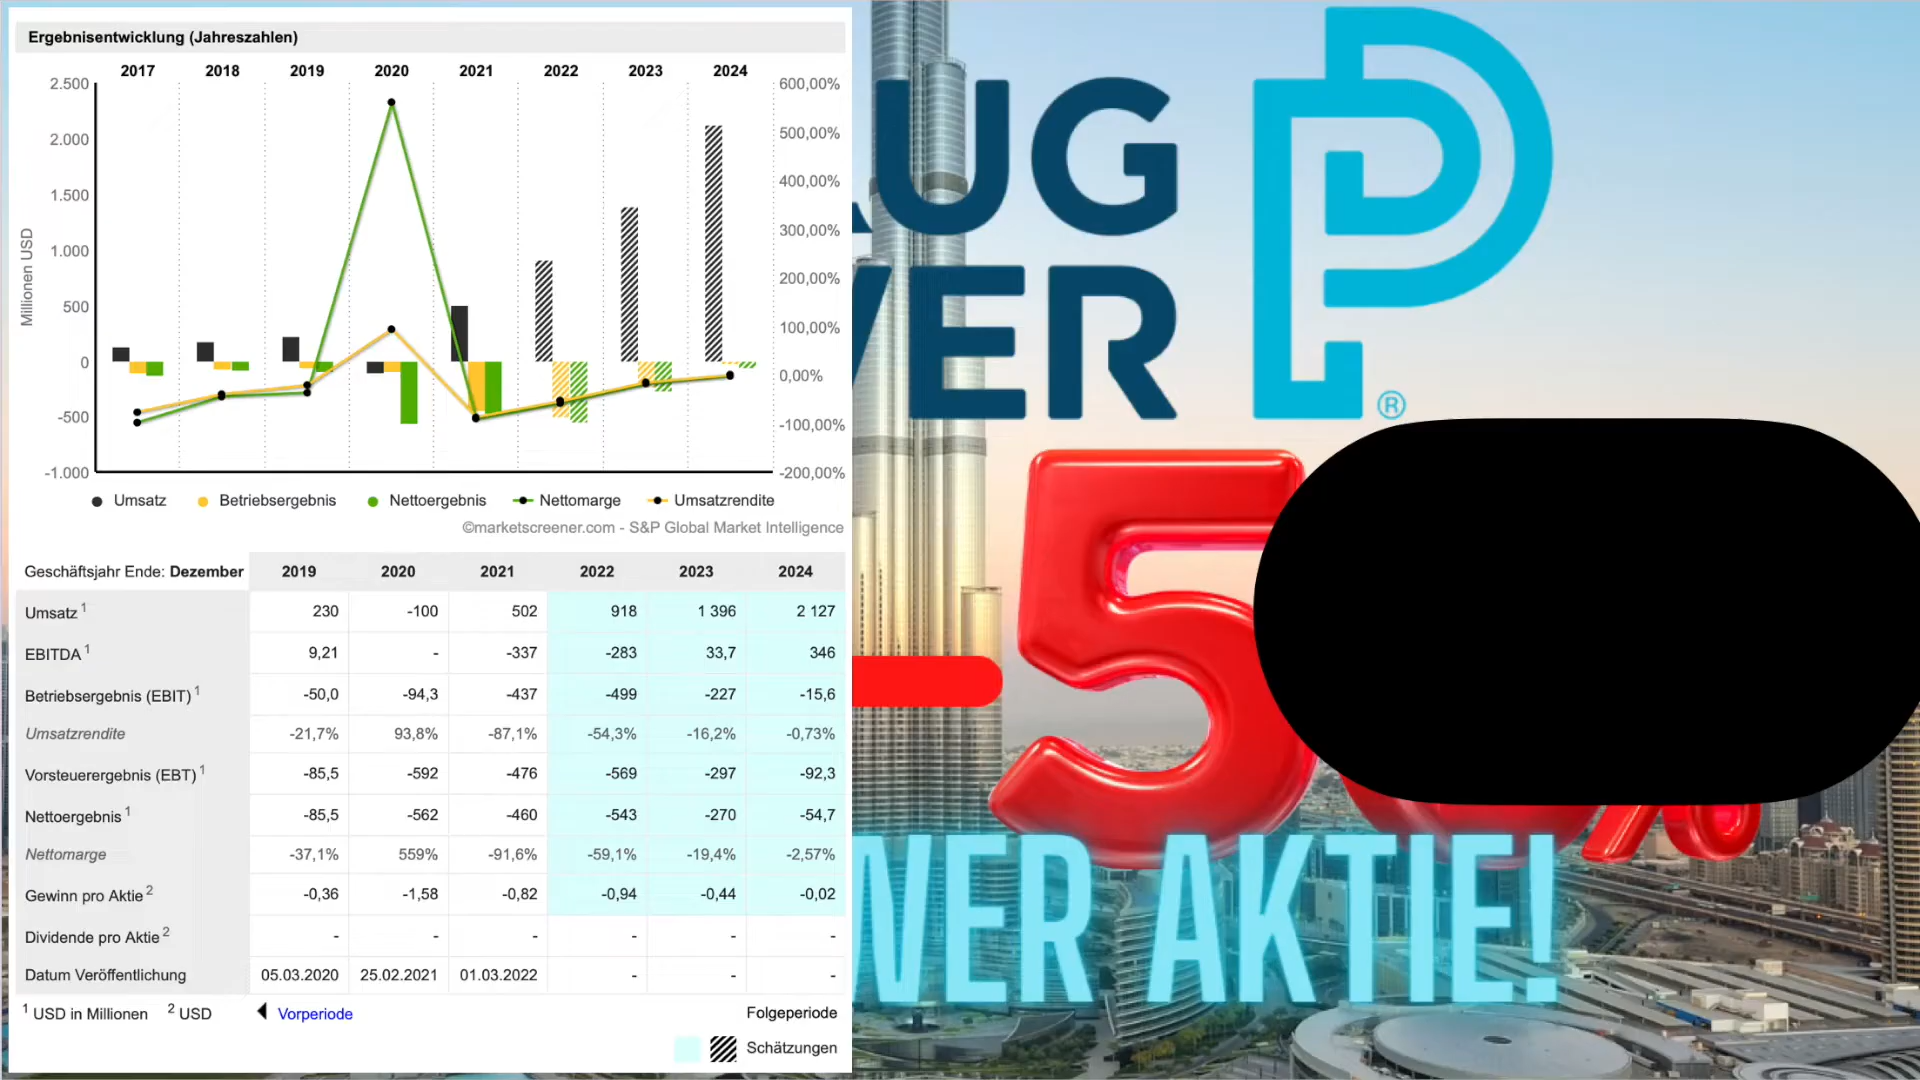 Ergebnisentwicklung (Jahreszahlen)
2017 2018 2019 2020 2021 2022 2023 2024
2.500 600,00%
2.000 500,00%
1.500 400,00%
1.000 300,00%
500 200,00%
0 100,00%
-500 0,00%
-1.000 -100,00%
-200,00%
Millionen USD
Umsatz Betriebsergebnis Nettoergebnis Nettomarge Umsatzrendite
©marketscreener.com - S&P Global Market Intelligence
Geschäftsjahr Ende: Dezember 2019 2020 2021 2022 2023 2024
Umsatz 1 230 -100 502 918 1 396 2 127
EBITDA 1 9,21 - -337 -283 33,7 346
Betriebsergebnis (EBIT) 1 -50,0 -94,3 -437 -499 -227 -15,6
Umsatzrendite -21,7% 93,8% -87,1% -54,3% -16,2% -0,73%
Vorsteuerergebnis (EBT) 1 -85,5 -592 -476 -569 -297 -92,3
Nettoergebnis 1 -85,5 -562 -460 -543 -270 -54,7
Nettomarge -37,1% 559% -91,6% -59,1% -19,4% -2,57%
Gewinn pro Aktie 2 -0,36 -1,58 -0,82 -0,94 -0,44 -0,02
Dividende pro Aktie 2 - - - - - -
Datum Veröffentlichung 05.03.2020 25.02.2021 01.03.2022 - - -
1 USD in Millionen 2 USD Vorperiode Folgeperiode
Schätzungen
UG
WER
®
AKTIE!